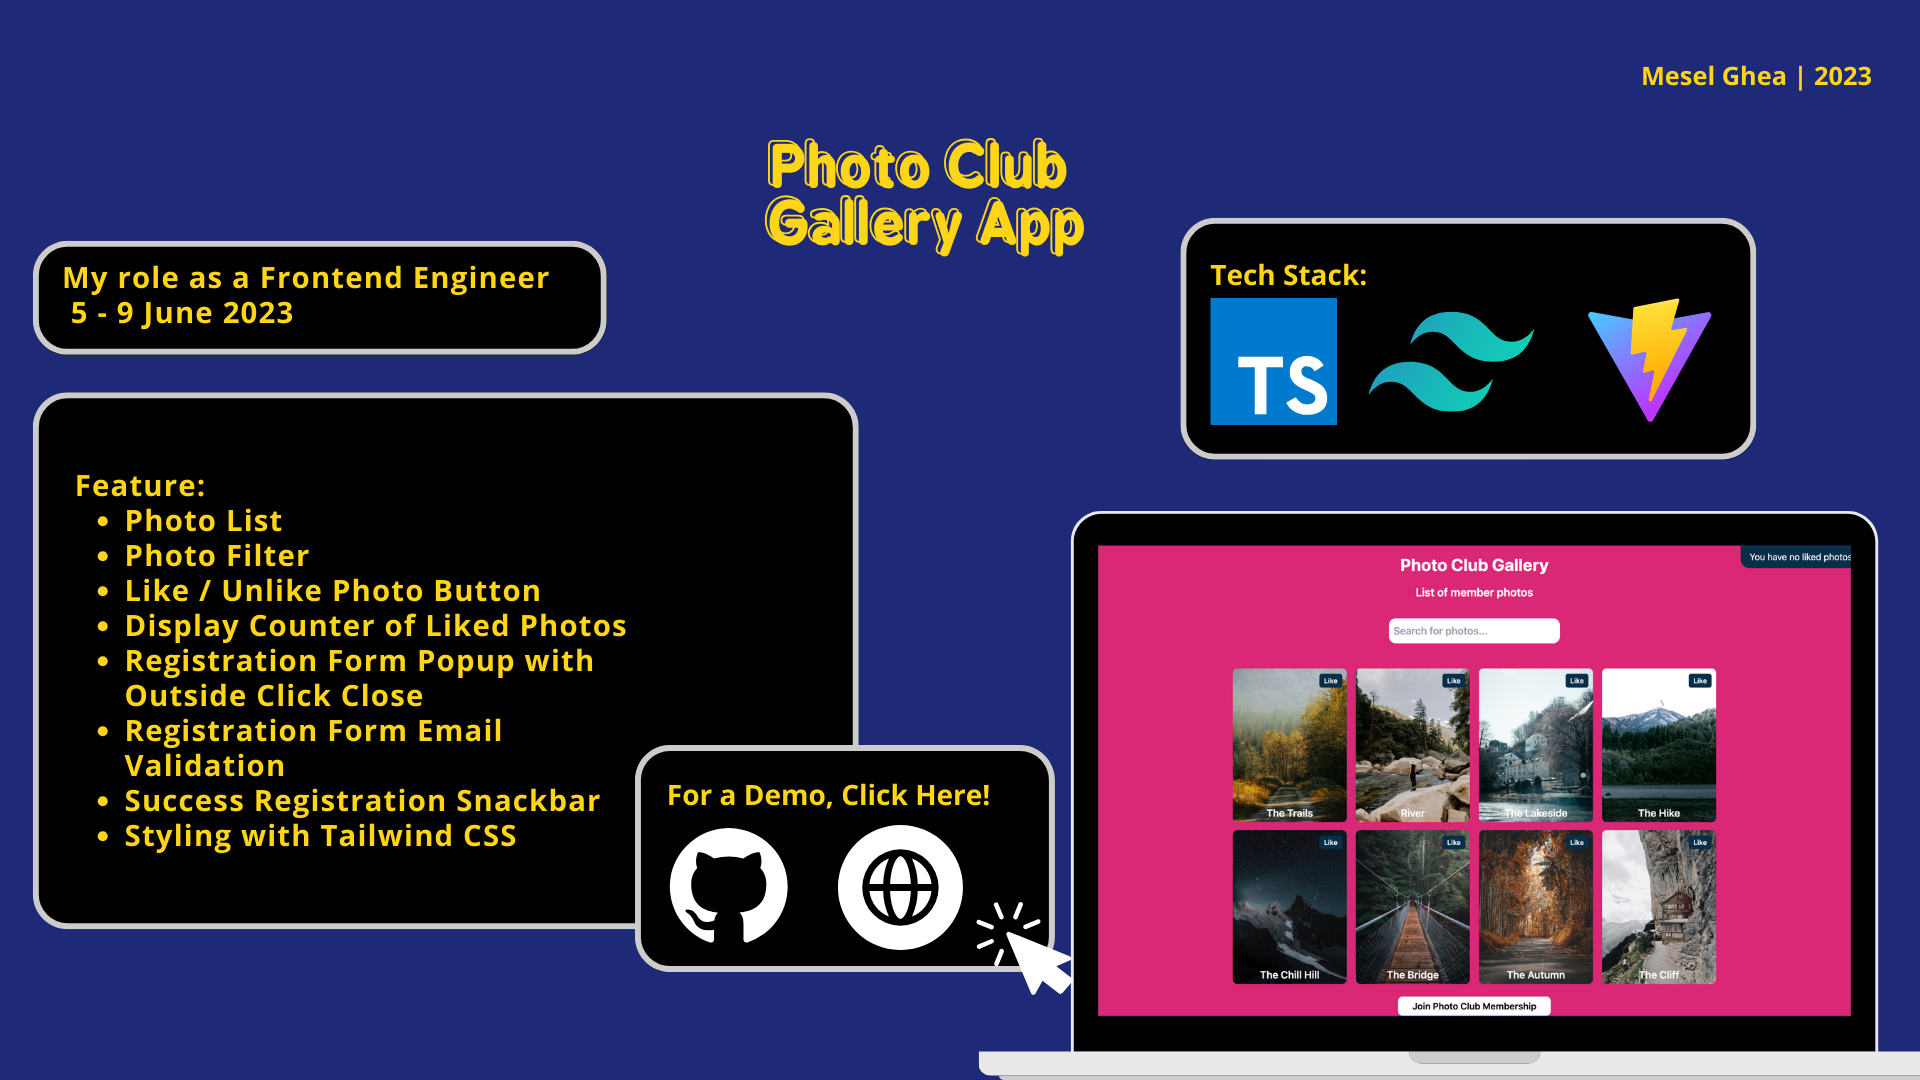 Mesel Ghea | 2023
Photo Club
Gallery App
My role as a Frontend Engineer
5 - 9 June 2023
Tech Stack:
TS
Feature:
• Photo List
• Photo Filter
• Like / Unlike Photo Button
• Display Counter of Liked Photos
• Registration Form Popup with
Outside Click Close
• Registration Form Email
Validation
• Success Registration Snackbar
• Styling with Tailwind CSS
For a Demo, Click Here!
You have no liked photos
Photo Club Gallery
List of member photos
Search for photos...
Like
Like
Like
Like
The Trails
River
The Lakeside
The Hike
Like
Like
Like
Like
The Chill Hill
The Bridge
The Autumn
The Cliff
Join Photo Club Membership